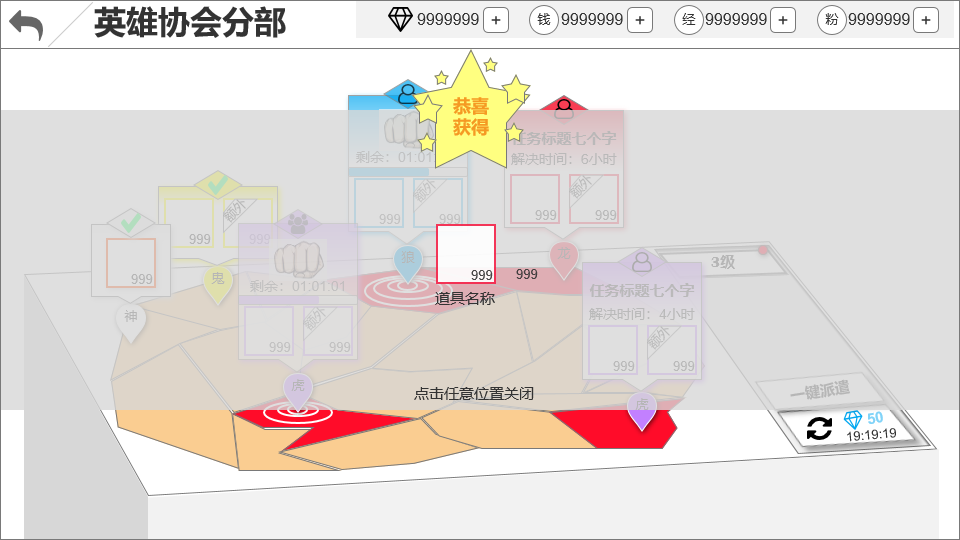 英雄协会分部
9999999 +
钱 9999999 +
经 9999999 +
粉 9999999 +
恭喜
获得
剩余：01:01
额外
999
999
任务标题七个字
解决时间：6小时
额外
999
999
额外
999
999
999
剩余：01:01:01
额外
999
999
999
999
道具名称
任务标题七个字
解决时间：4小时
额外
999
999
狼
龙
鬼
神
虎
虎
3级
点击任意位置关闭
一键派遣
50
19:19:19